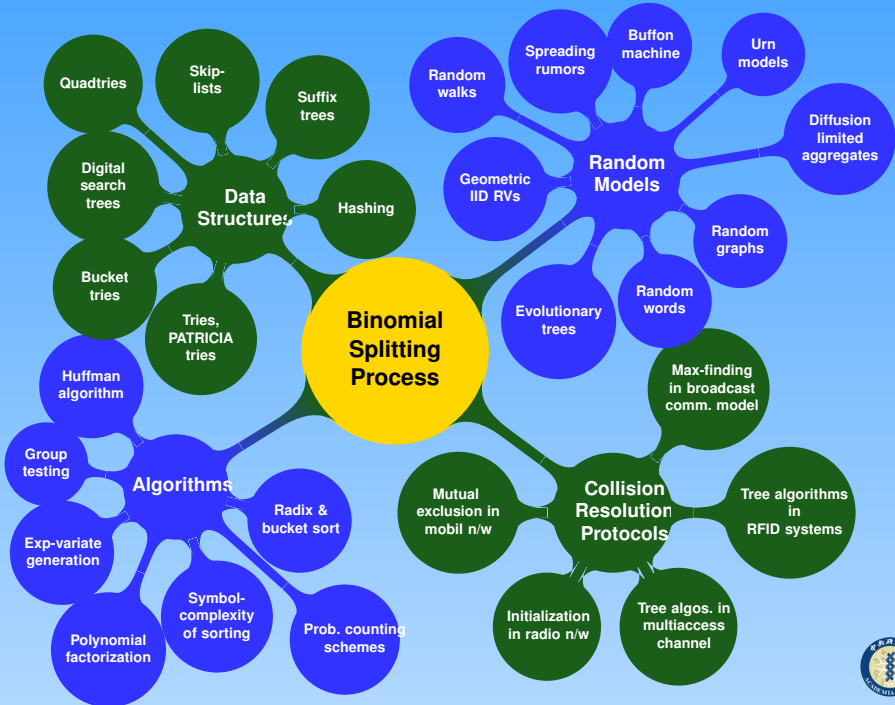 Quadtries
Skip-
lists
Suffix
trees
Digital
search
trees
Data
Structures
Hashing
Bucket
tries
Tries,
PATRICIA
tries
Random
walks
Spreading
rumors
Buffon
machine
Urn
models
Diffusion
limited
aggregates
Random
Models
Geometric
IID RVs
Random
graphs
Random
words
Evolutionary
trees
Binomial
Splitting
Process
Huffman
algorithm
Group
testing
Algorithms
Radix &
bucket sort
Exp-variate
generation
Symbol-
complexity
of sorting
Polynomial
factorization
Prob. counting
schemes
Max-finding
in broadcast
comm. model
Mutual
exclusion in
mobil n/w
Collision
Resolution
Protocols
Tree algorithms
in
RFID systems
Initialization
in radio n/w
Tree algos. in
multiaccess
channel